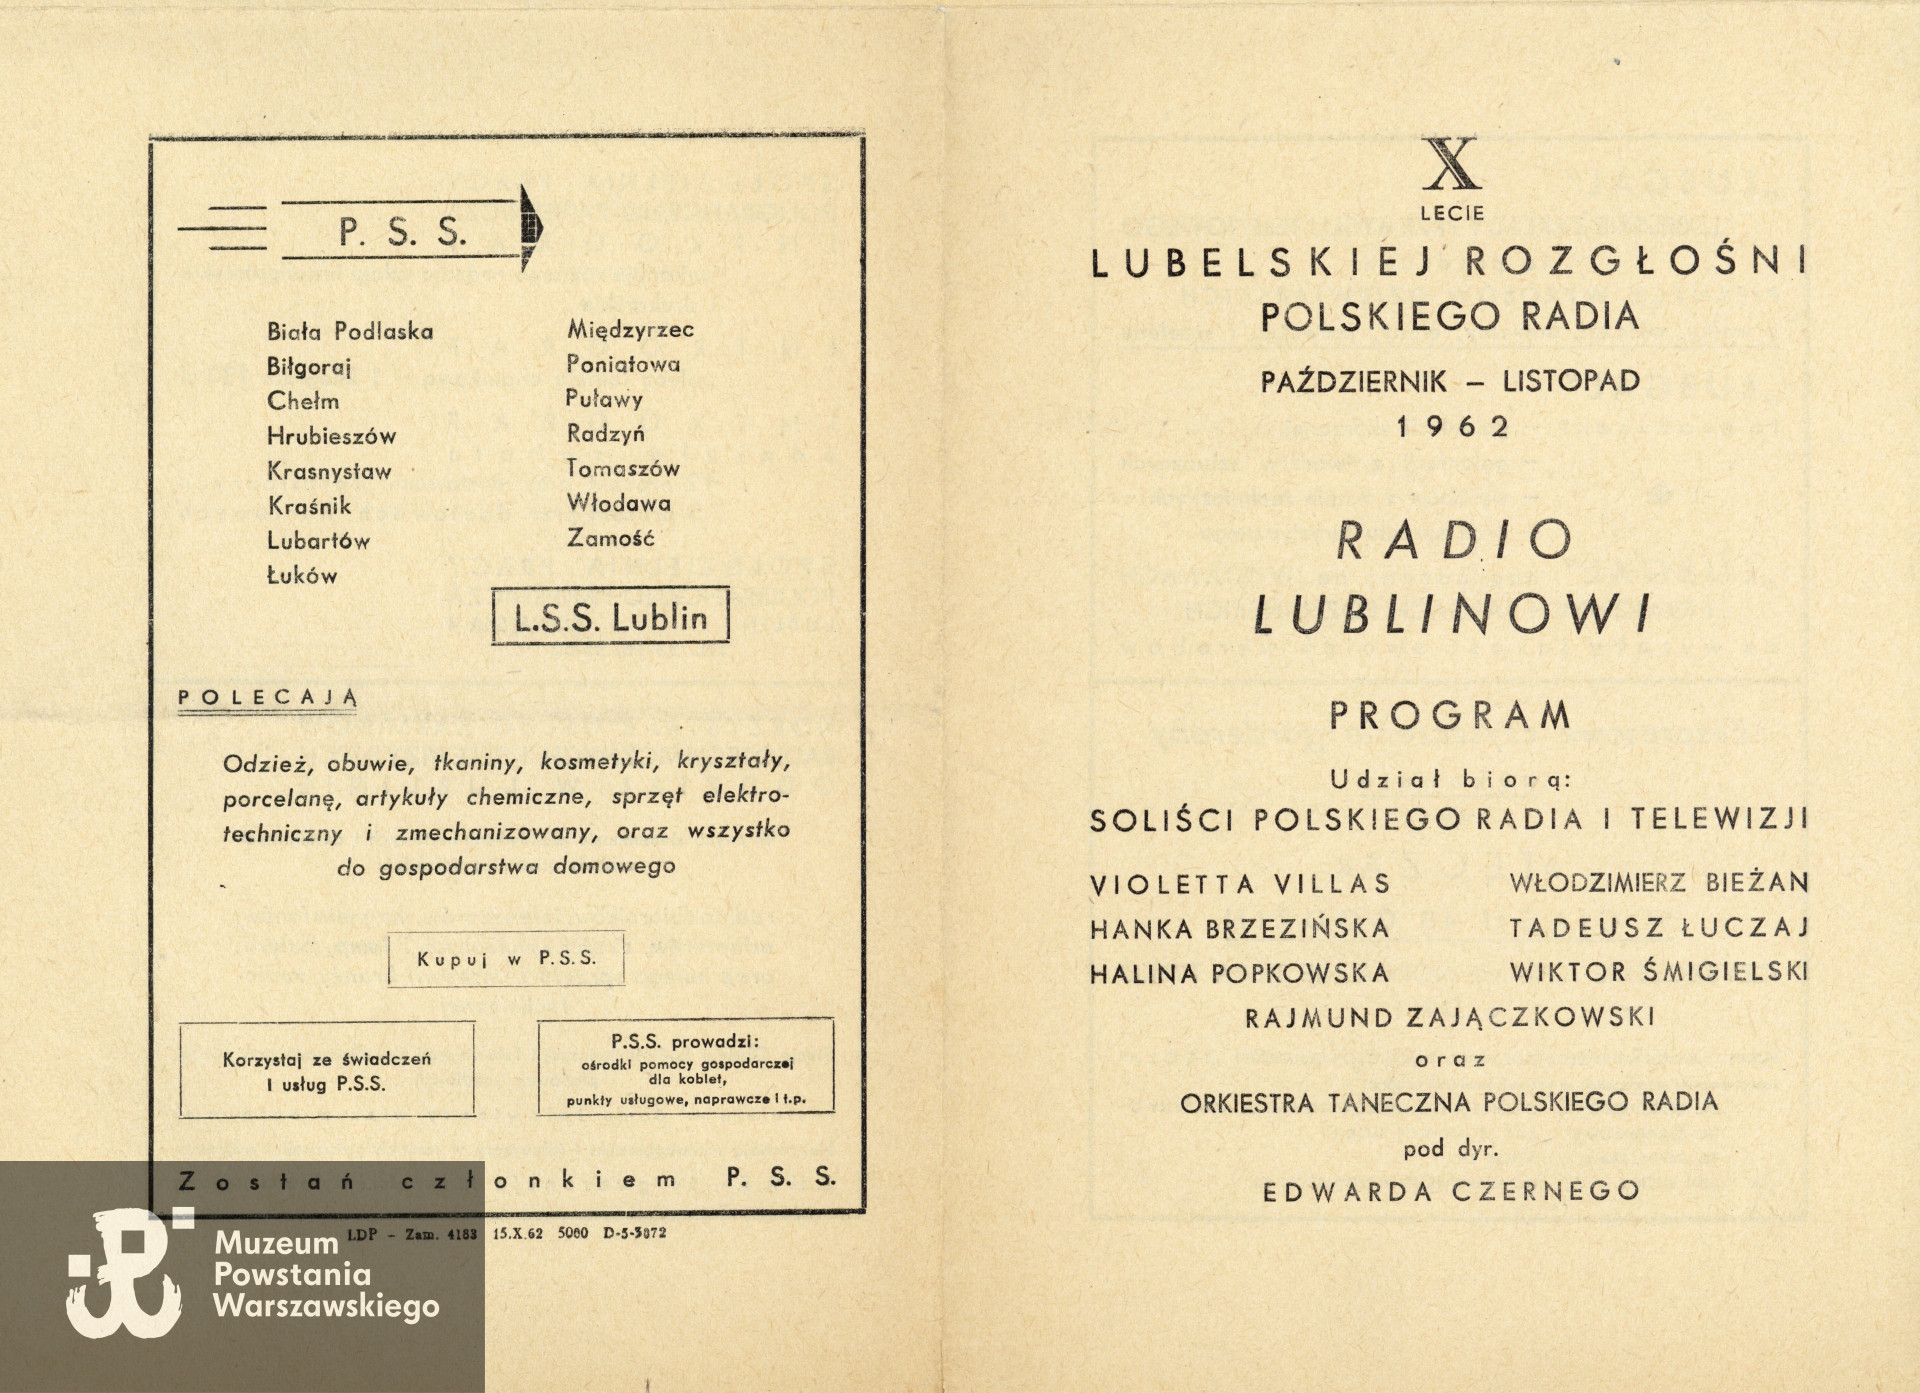 P. S. S.
Biała Podlaska
Biłgoraj
Chełm
Hrubieszów
Krasnystaw
Kraśnik
Lubartów
Łuków
Międzyrzec
Poniatowa
Puławy
Radzyń
Tomaszów
Włodawa
Zamość
L.S.S. Lublin
POLECAJĄ
Odzież, obuwie, tkaniny, kosmetyki, kryształy,
porcelanę, artykuły chemiczne, sprzęt elektro-
techniczny i zmechanizowany, oraz wszystko
do gospodarstwa domowego
Kupuj w P.S.S.
Korzystaj ze świadczeń
i usług P.S.S.
P.S.S. prowadzi:
ośrodki pomocy gospodarczej
dla kobiet,
punkty usługowe, naprawcze i t.p.
Zostań członkiem P. S. S.
LDP - Zam. 4183 15.X.62 5000 D-5-3872
Muzeum
Powstania
Warszawskiego
X
LECIE
LUBELSKIEJ ROZGŁOŚNI
POLSKIEGO RADIA
PAŹDZIERNIK – LISTOPAD
1962
RADIO
LUBLINOWI
PROGRAM
Udział biorą:
SOLIŚCI POLSKIEGO RADIA I TELEWIZJI
VIOLETTA VILLAS WŁODZIMIERZ BIEŻAN
HANKA BRZEZIŃSKA TADEUSZ ŁUCZAJ
HALINA POPKOWSKA WIKTOR ŚMIGIELSKI
RAJMUND ZAJĄCZKOWSKI
oraz
ORKIESTRA TANECZNA POLSKIEGO RADIA
pod dyr.
EDWARDA CZERNEGO